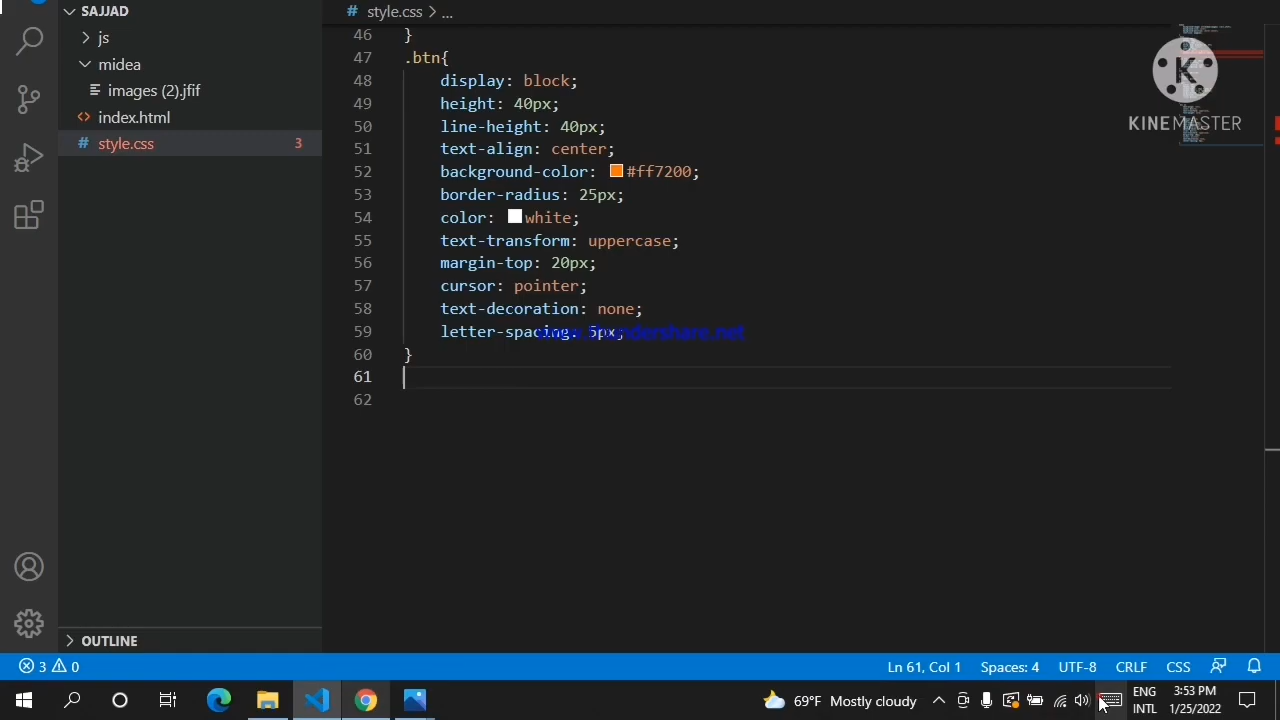 SAJJAD
js
midea
images (2).jfif
index.html
style.css 3
style.css > ...
46 }
47 .btn{
48 display: block;
49 height: 40px;
50 line-height: 40px;
51 text-align: center;
52 background-color: #ff7200;
53 border-radius: 25px;
54 color: white;
55 text-transform: uppercase;
56 margin-top: 20px;
57 cursor: pointer;
58 text-decoration: none;
59 letter-spacing: 5px;
60 }
61
62
KINEMASTER
OUTLINE
3 0
Ln 61, Col 1 Spaces: 4 UTF-8 CRLF CSS
69°F Mostly cloudy
ENG
INTL
3:53 PM
1/25/2022